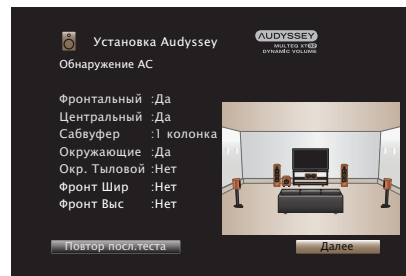 Установка Audyssey
AUDYSSEY
MULTEQ XT32
DYNAMIC VOLUME
Обнаружение АС
Фронтальный :Да
Центральный :Да
Сабвуфер :1 колонка
Окружающие :Да
Окр. Тыловой :Нет
Фронт Шир :Нет
Фронт Выс :Нет
Повтор посл.теста
Далее